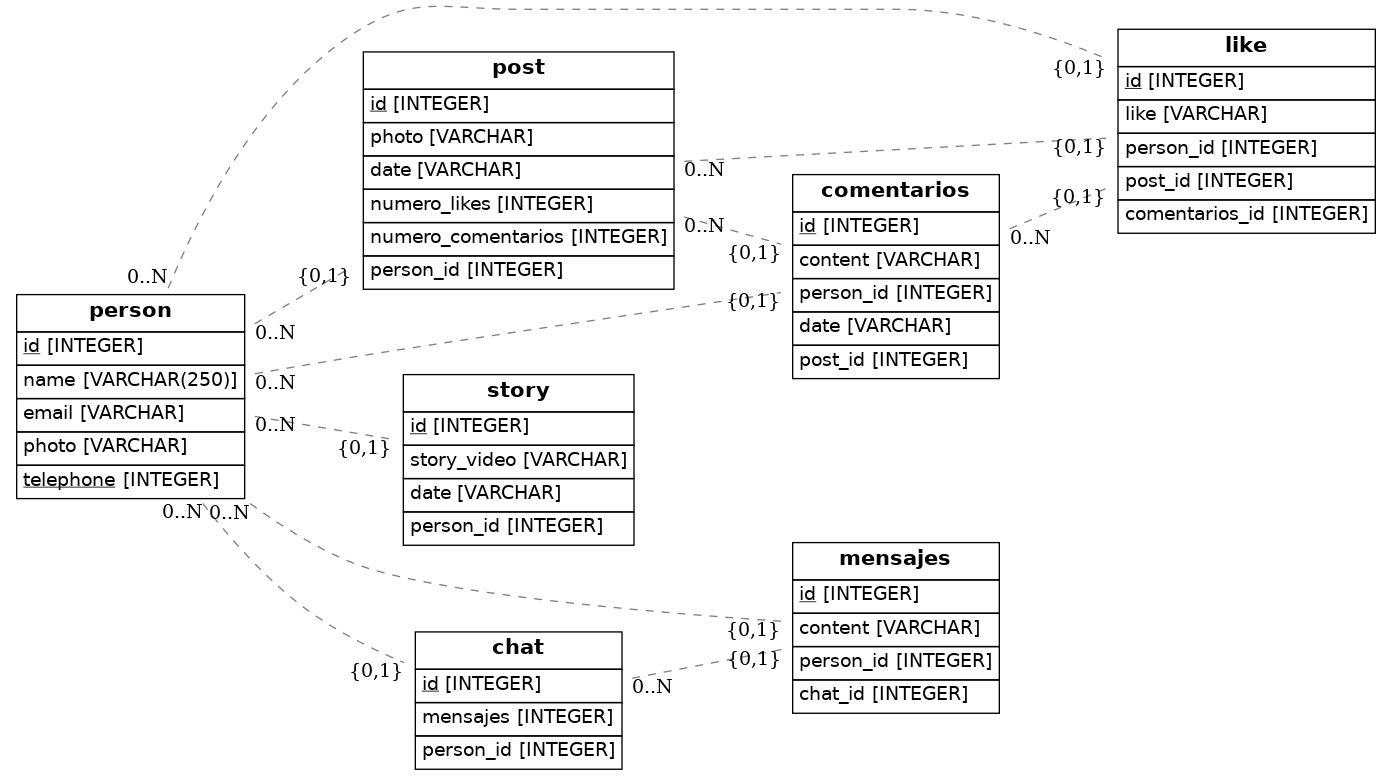 like
id [INTEGER]
like [VARCHAR]
person_id [INTEGER]
post_id [INTEGER]
comentarios_id [INTEGER]
{0,1}
{0,1}
{0,1}
post
id [INTEGER]
photo [VARCHAR]
date [VARCHAR]
numero_likes [INTEGER]
numero_comentarios [INTEGER]
person_id [INTEGER]
0..N
0..N
{0,1}
comentarios
id [INTEGER]
content [VARCHAR]
person_id [INTEGER]
date [VARCHAR]
post_id [INTEGER]
0..N
{0,1}
{0,1}
0..N
person
id [INTEGER]
name [VARCHAR(250)]
email [VARCHAR]
photo [VARCHAR]
telephone [INTEGER]
0..N
0..N
0..N
0..N
0..N
story
id [INTEGER]
story_video [VARCHAR]
date [VARCHAR]
person_id [INTEGER]
{0,1}
mensajes
id [INTEGER]
content [VARCHAR]
person_id [INTEGER]
chat_id [INTEGER]
{0,1}
{0,1}
chat
id [INTEGER]
mensajes [INTEGER]
person_id [INTEGER]
{0,1}
0..N